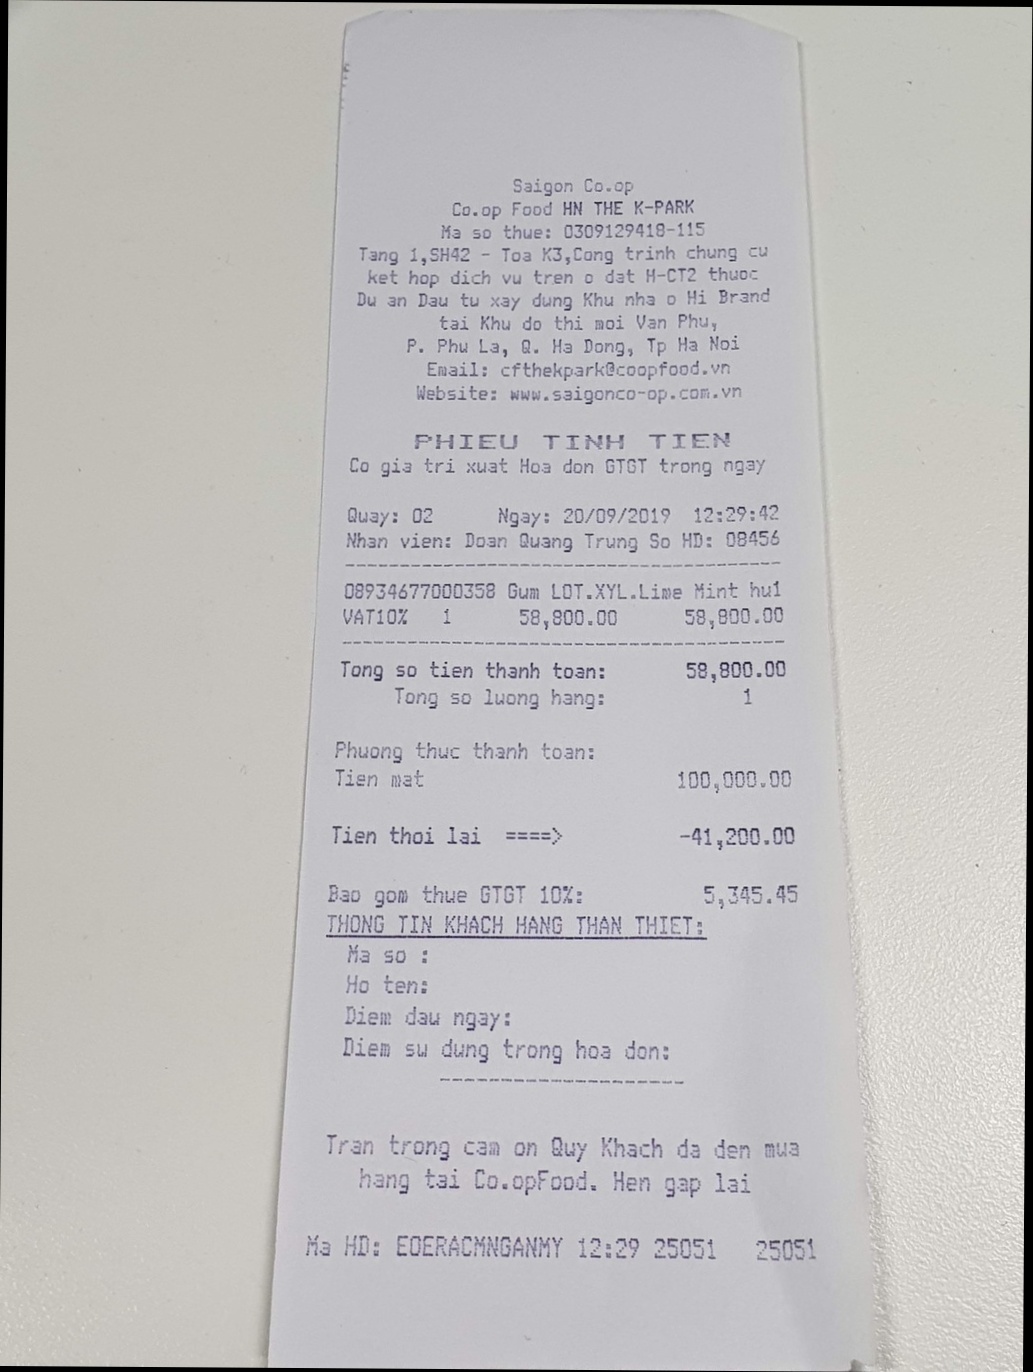 Saigon Co.op
Co.op Food HN THE K-PARK
Ma so thue: 0309129418-115
Tang 1,SH42 - Toa K3,Cong trinh chung cu
ket hop dich vu tren o dat H-CT2 thuoc
Du an Dau tu xay dung Khu nha o Hi Brand
tai Khu do thi moi Van Phu,
P. Phu La, Q. Ha Dong, Tp Ha Noi
Email: cfthekpark@coopfood.vn
Website: www.saigonco-op.com.vn
PHIEU TINH TIEN
Co gia tri xuat Hoa don GTGT trong ngay
Quay: 02 Ngay: 20/09/2019 12:29:42
Nhan vien: Doan Quang Trung So HD: 08456
----------------------------------------
08934677000358 Gum LOT.XYL.Lime Mint hu1
VAT10% 1 58,800.00 58,800.00
----------------------------------------
Tong so tien thanh toan: 58,800.00
Tong so luong hang: 1
Phuong thuc thanh toan:
Tien mat 100,000.00
Tien thoi lai ====> -41,200.00
Bao gom thue GTGT 10%: 5,345.45
THONG TIN KHACH HANG THAN THIET:
Ma so :
Ho ten:
Diem dau ngay:
Diem su dung trong hoa don:
--------------------
Tran trong cam on Quy Khach da den mua
hang tai Co.opFood. Hen gap lai
Ma HD: EOERACMNGANMY 12:29 25051 25051